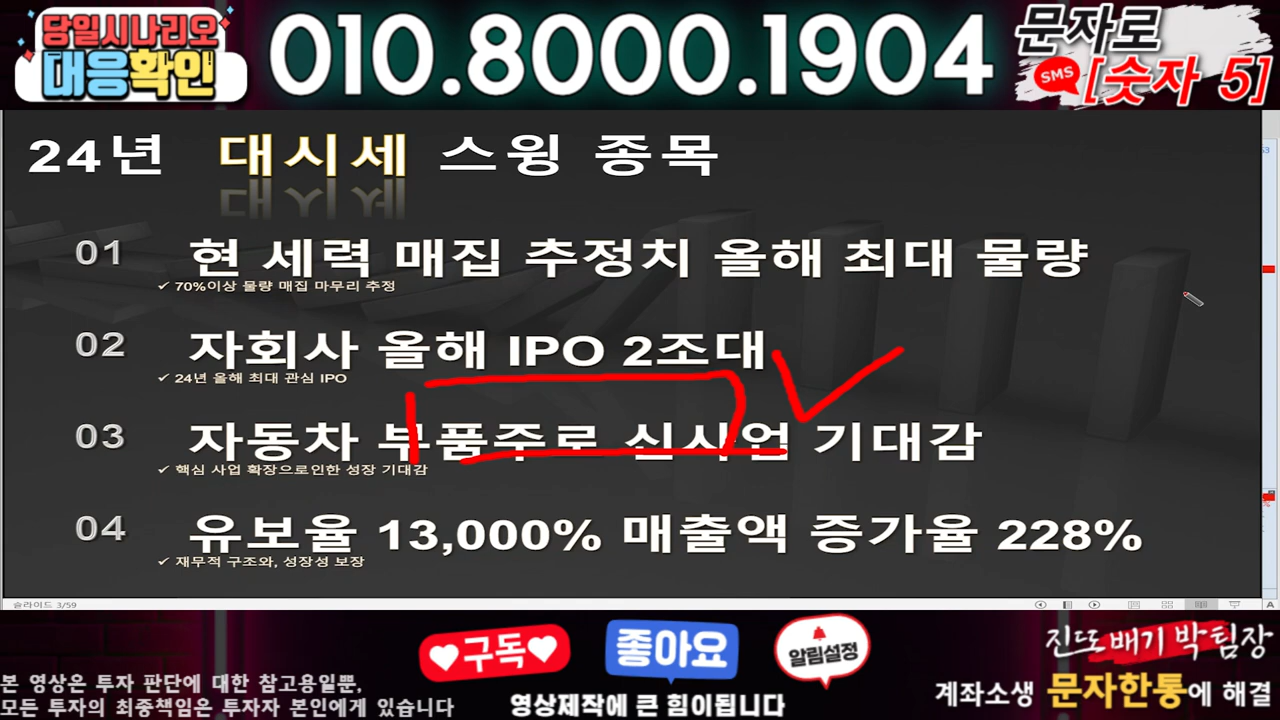 당일시나리오
대응확인
010.8000.1904
문자로
SMS [숫자 5]
24년 대시세 스윙 종목
01 현 세력 매집 추정치 올해 최대 물량
✓ 70%이상 물량 매집 마무리 추정
02 자회사 올해 IPO 2조대
✓ 24년 올해 최대 관심 IPO
03 자동차 부품주로 신사업 기대감
✓ 핵심 사업 확장으로인한 성장 기대감
04 유보율 13,000% 매출액 증가율 228%
✓ 재무적 구조와, 성장성 보장
슬라이드 3/59
구독
좋아요
알림설정
영상제작에 큰 힘이됩니다
본 영상은 투자 판단에 대한 참고용일뿐,
모든 투자의 최종책임은 투자자 본인에게 있습니다
진또배기 박팀장
계좌소생 문자한통에 해결